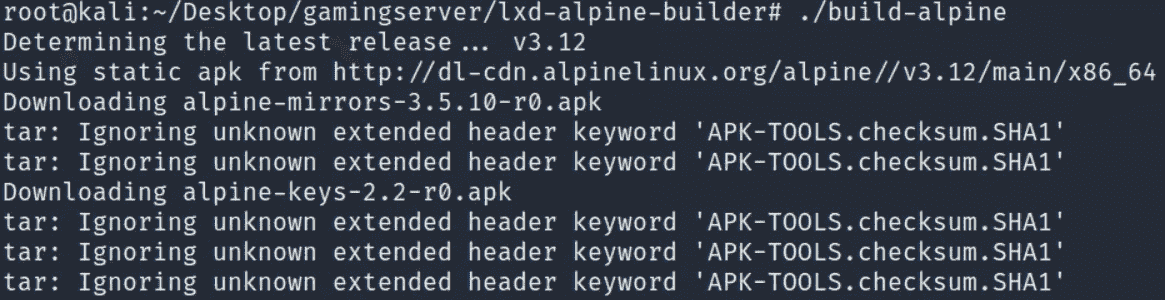 root@kali:~/Desktop/gamingserver/lxd-alpine-builder# ./build-alpine
Determining the latest release... v3.12
Using static apk from http://dl-cdn.alpinelinux.org/alpine//v3.12/main/x86_64
Downloading alpine-mirrors-3.5.10-r0.apk
tar: Ignoring unknown extended header keyword 'APK-TOOLS.checksum.SHA1'
tar: Ignoring unknown extended header keyword 'APK-TOOLS.checksum.SHA1'
Downloading alpine-keys-2.2-r0.apk
tar: Ignoring unknown extended header keyword 'APK-TOOLS.checksum.SHA1'
tar: Ignoring unknown extended header keyword 'APK-TOOLS.checksum.SHA1'
tar: Ignoring unknown extended header keyword 'APK-TOOLS.checksum.SHA1'